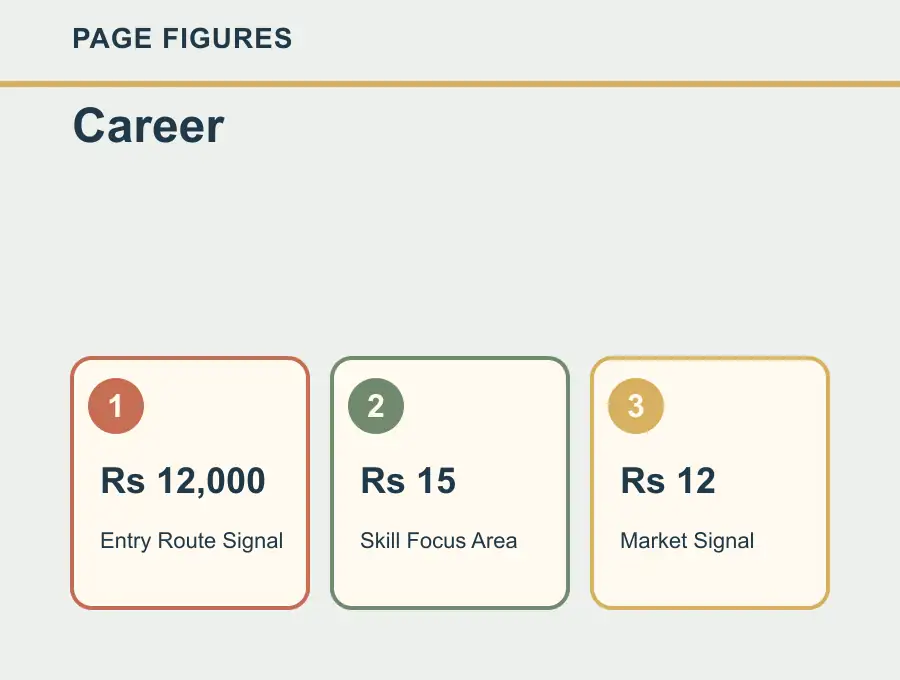 PAGE FIGURES
Career
1
2
3
Rs 12,000
Rs 15
Rs 12
Entry Route Signal
Skill Focus Area
Market Signal